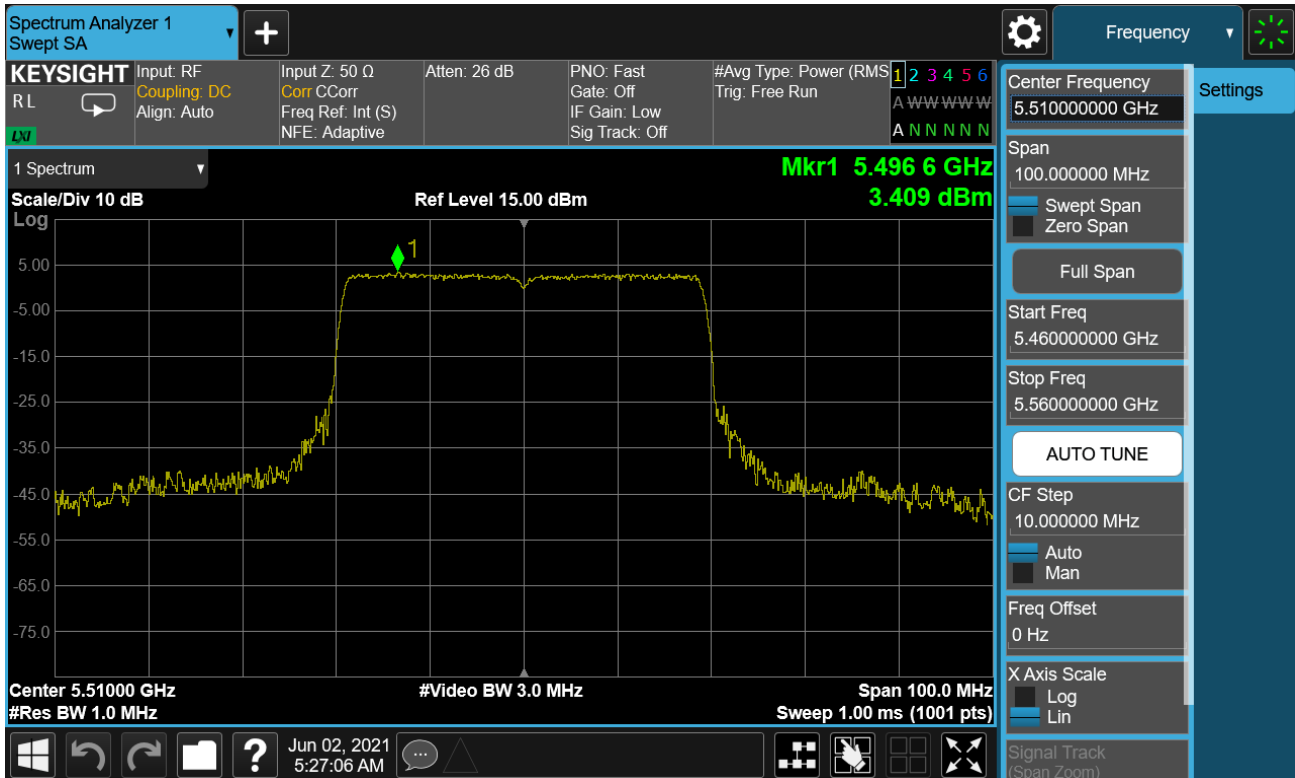 Spectrum Analyzer 1
Swept SA
+
Frequency
KEYSIGHT
R L
LXI
Input: RF
Coupling: DC
Align: Auto
Input Z: 50 Ω
Corr CCorr
Freq Ref: Int (S)
NFE: Adaptive
Atten: 26 dB
PNO: Fast
Gate: Off
IF Gain: Low
Sig Track: Off
#Avg Type: Power (RMS
Trig: Free Run
1 2 3 4 5 6
A W W W W W
A N N N N N
1 Spectrum
Scale/Div 10 dB
Ref Level 15.00 dBm
Mkr1 5.496 6 GHz
3.409 dBm
Log
1
5.00
-5.00
-15.0
-25.0
-35.0
-45.0
-55.0
-65.0
-75.0
Center 5.51000 GHz
#Video BW 3.0 MHz
Span 100.0 MHz
#Res BW 1.0 MHz
Sweep 1.00 ms (1001 pts)
Center Frequency
5.510000000 GHz
Settings
Span
100.000000 MHz
Swept Span
Zero Span
Full Span
Start Freq
5.460000000 GHz
Stop Freq
5.560000000 GHz
AUTO TUNE
CF Step
10.000000 MHz
Auto
Man
Freq Offset
0 Hz
X Axis Scale
Log
Lin
Signal Track
(Span Zoom)
?
Jun 02, 2021
5:27:06 AM